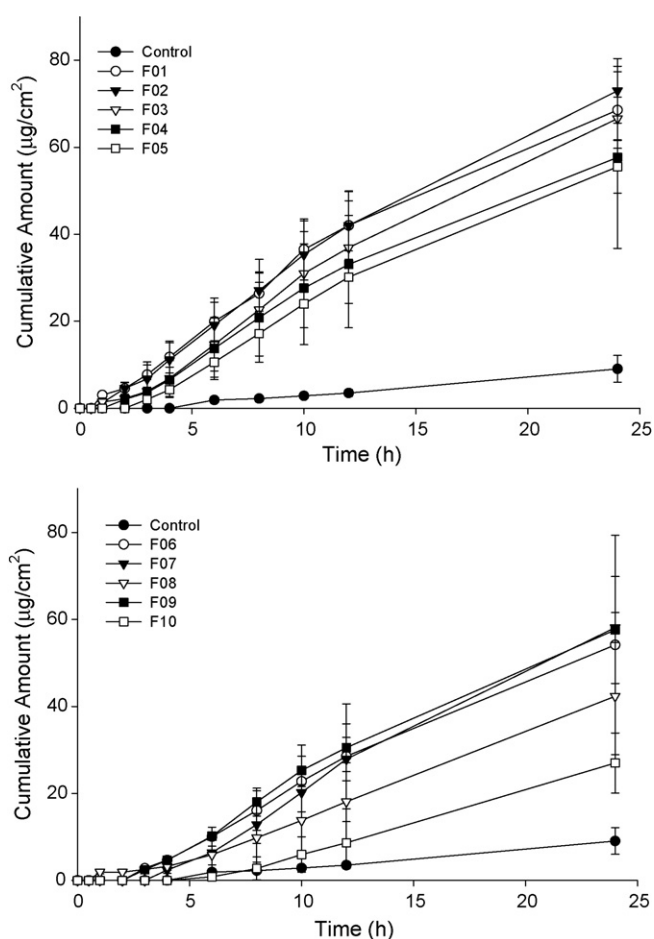 Cumulative Amount (µg/cm²)
80
60
40
20
0
Control
F01
F02
F03
F04
F05
0 5 10 15 20 25
Time (h)
Cumulative Amount (µg/cm²)
80
60
40
20
0
Control
F06
F07
F08
F09
F10
0 5 10 15 20 25
Time (h)